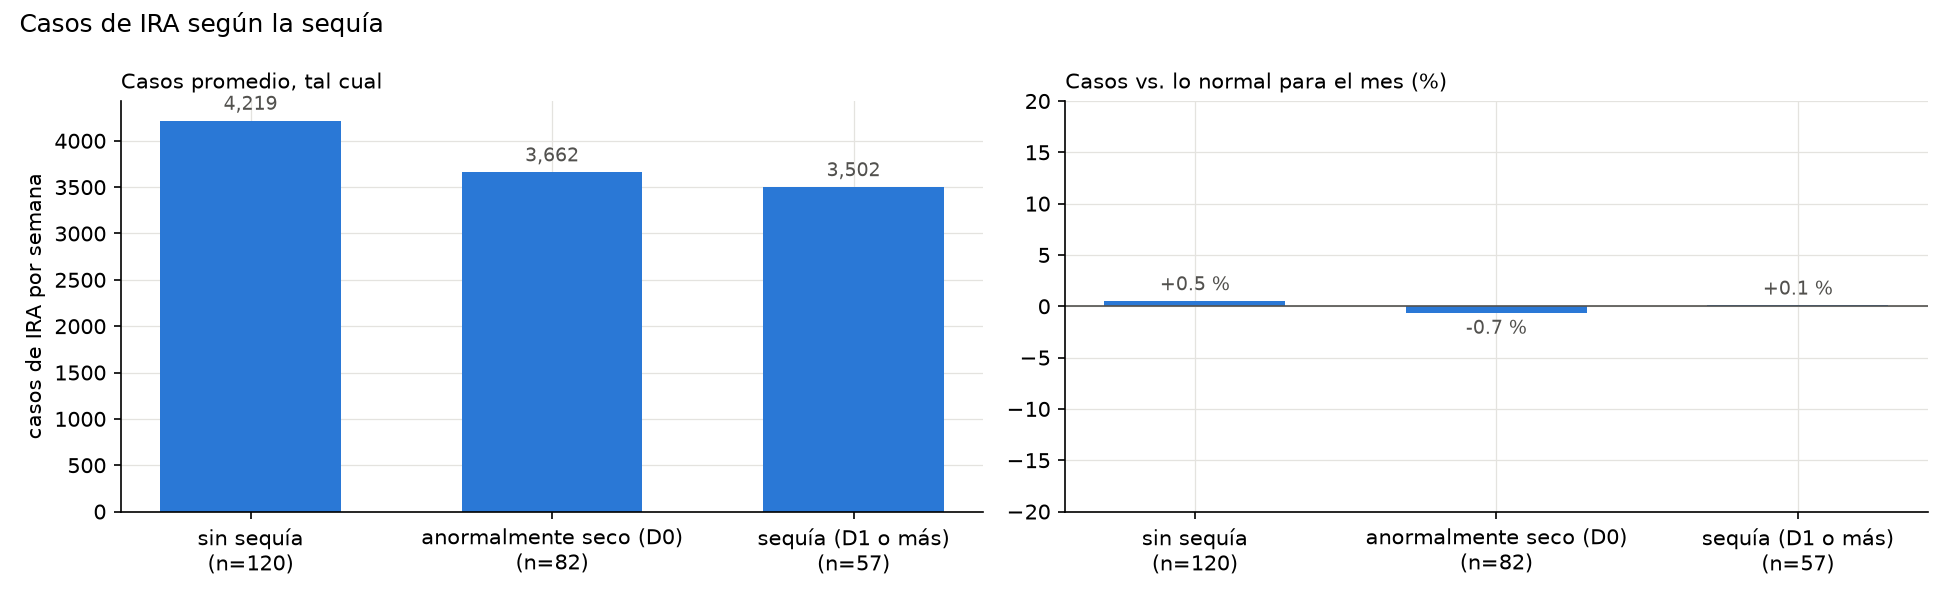 Casos de IRA según la sequía
Casos promedio, tal cual
casos de IRA por semana
4000
3500
3000
2500
2000
1500
1000
500
0
4,219
3,662
3,502
sin sequía
(n=120)
anormalmente seco (D0)
(n=82)
sequía (D1 o más)
(n=57)
Casos vs. lo normal para el mes (%)
20
15
10
5
0
−5
−10
−15
−20
+0.5 %
-0.7 %
+0.1 %
sin sequía
(n=120)
anormalmente seco (D0)
(n=82)
sequía (D1 o más)
(n=57)